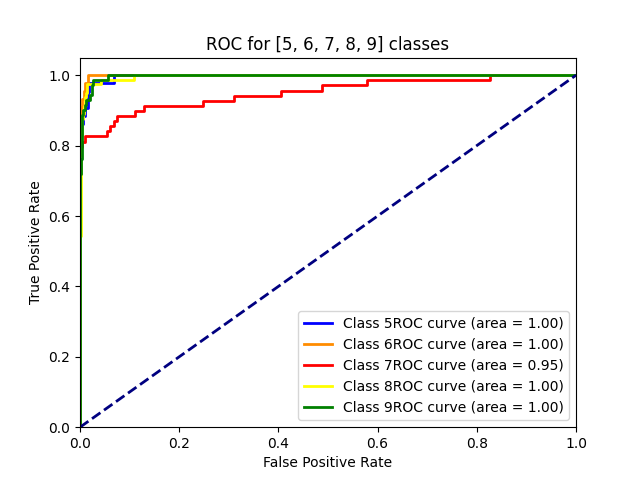 ROC for [5, 6, 7, 8, 9] classes
True Positive Rate
1.0
0.8
0.6
0.4
0.2
0.0
Class 5ROC curve (area = 1.00)
Class 6ROC curve (area = 1.00)
Class 7ROC curve (area = 0.95)
Class 8ROC curve (area = 1.00)
Class 9ROC curve (area = 1.00)
0.0 0.2 0.4 0.6 0.8 1.0
False Positive Rate